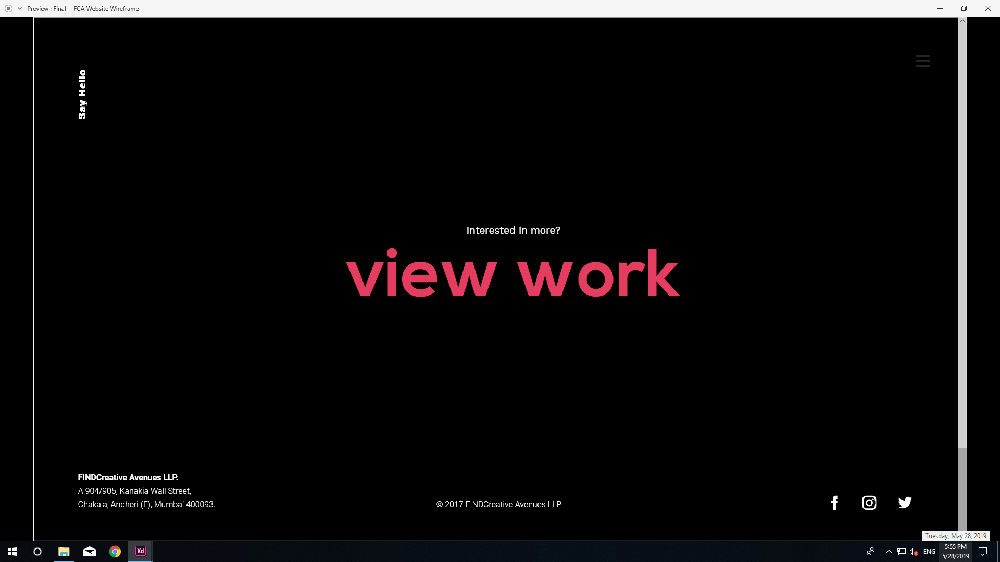 Preview : Final - FCA Website Wireframe
Say Hello
Interested in more?
view work
FINDCreative Avenues LLP.
A 904/905, Kanakia Wall Street,
Chakala, Andheri (E), Mumbai 400093.
© 2017 FINDCreative Avenues LLP.
Tuesday, May 28, 2019
Xd
ENG
5:55 PM
5/28/2019